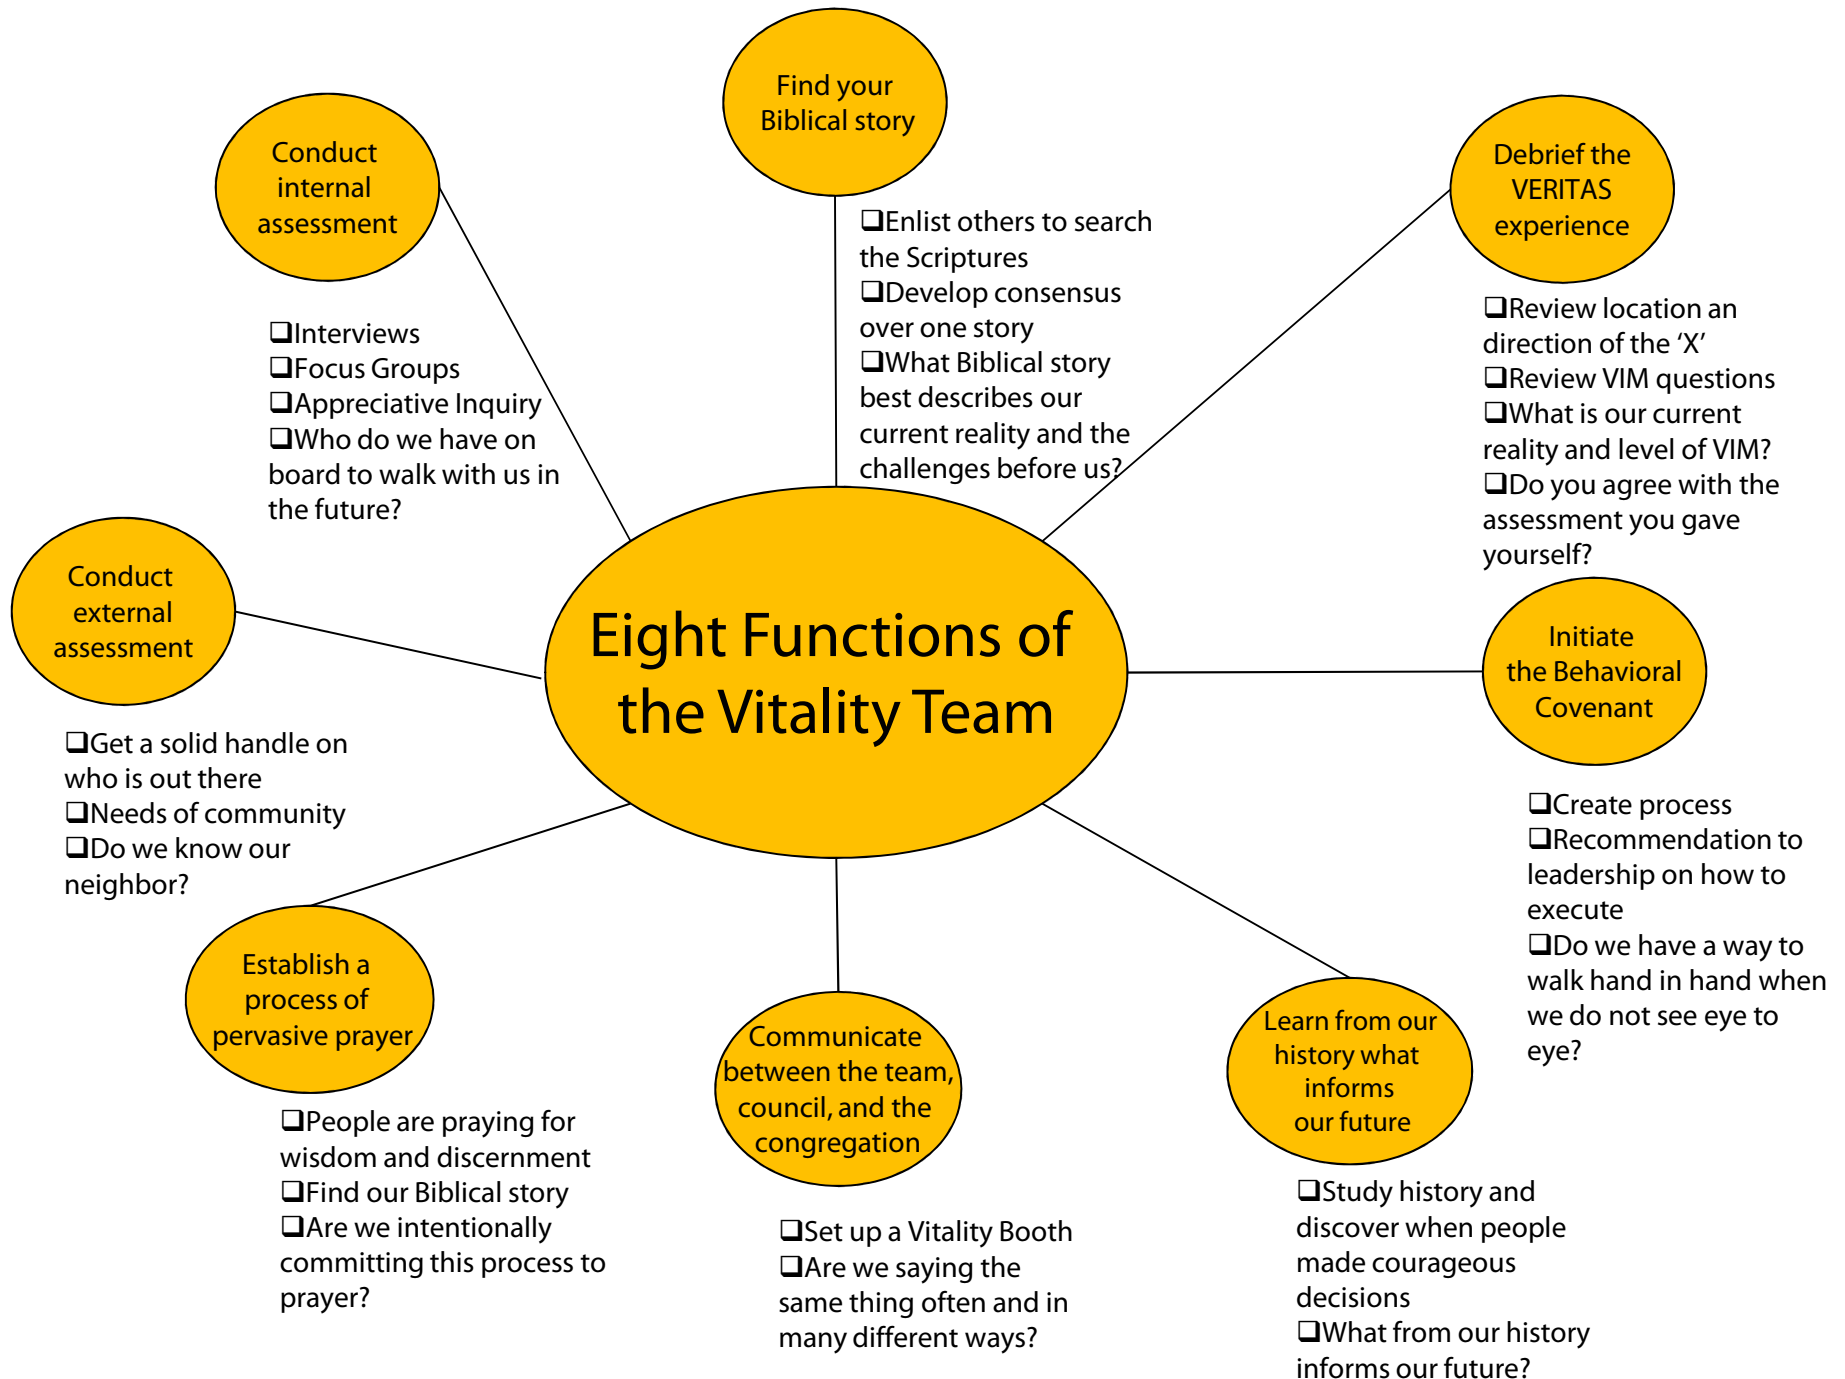 Eight Functions of
the Vitality Team
Find your
Biblical story
❑Enlist others to search
the Scriptures
❑Develop consensus
over one story
❑What Biblical story
best describes our
current reality and the
challenges before us?
Debrief the
VERITAS
experience
❑Review location an
direction of the ‘X’
❑Review VIM questions
❑What is our current
reality and level of VIM?
❑Do you agree with the
assessment you gave
yourself?
Initiate
the Behavioral
Covenant
❑Create process
❑Recommendation to
leadership on how to
execute
❑Do we have a way to
walk hand in hand when
we do not see eye to
eye?
Learn from our
history what
informs
our future
❑Study history and
discover when people
made courageous
decisions
❑What from our history
informs our future?
Communicate
between the team,
council, and the
congregation
❑Set up a Vitality Booth
❑Are we saying the
same thing often and in
many different ways?
Establish a
process of
pervasive prayer
❑People are praying for
wisdom and discernment
❑Find our Biblical story
❑Are we intentionally
committing this process to
prayer?
Conduct
external
assessment
❑Get a solid handle on
who is out there
❑Needs of community
❑Do we know our
neighbor?
Conduct
internal
assessment
❑Interviews
❑Focus Groups
❑Appreciative Inquiry
❑Who do we have on
board to walk with us in
the future?